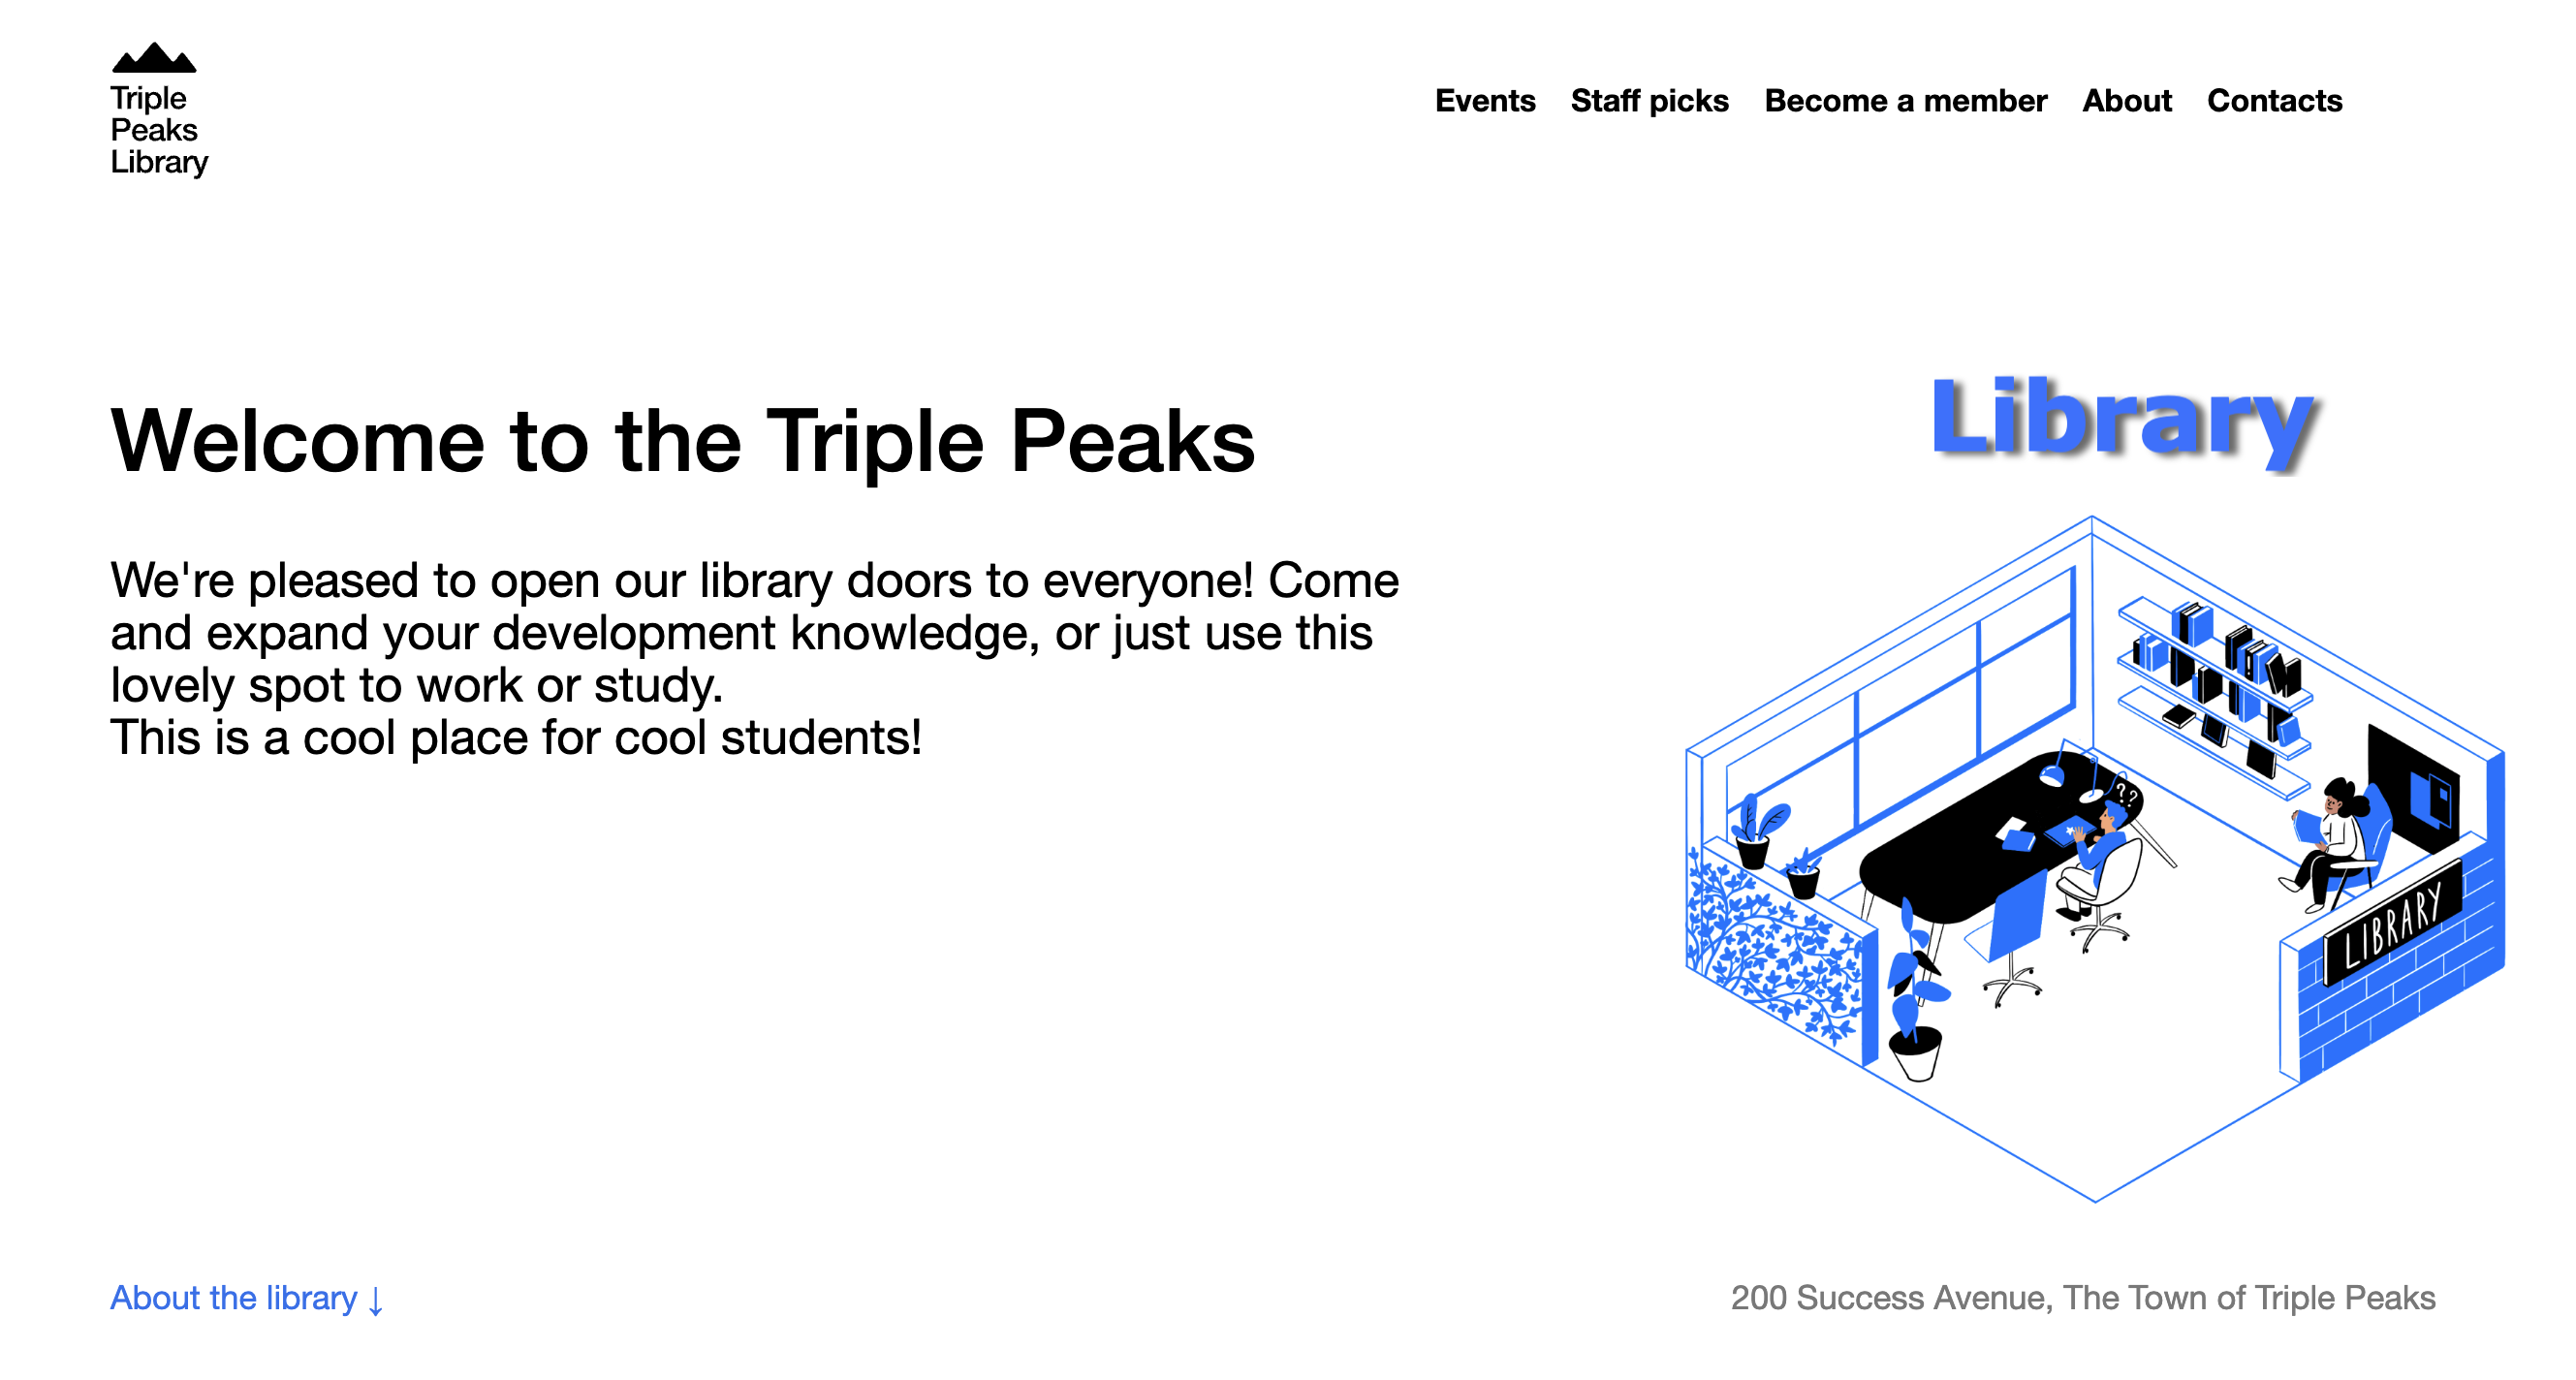 Triple
Peaks
Library
Events Staff picks Become a member About Contacts
Welcome to the Triple Peaks
We're pleased to open our library doors to everyone! Come
and expand your development knowledge, or just use this
lovely spot to work or study.
This is a cool place for cool students!
Library
??
LIBRARY
About the library ↓
200 Success Avenue, The Town of Triple Peaks